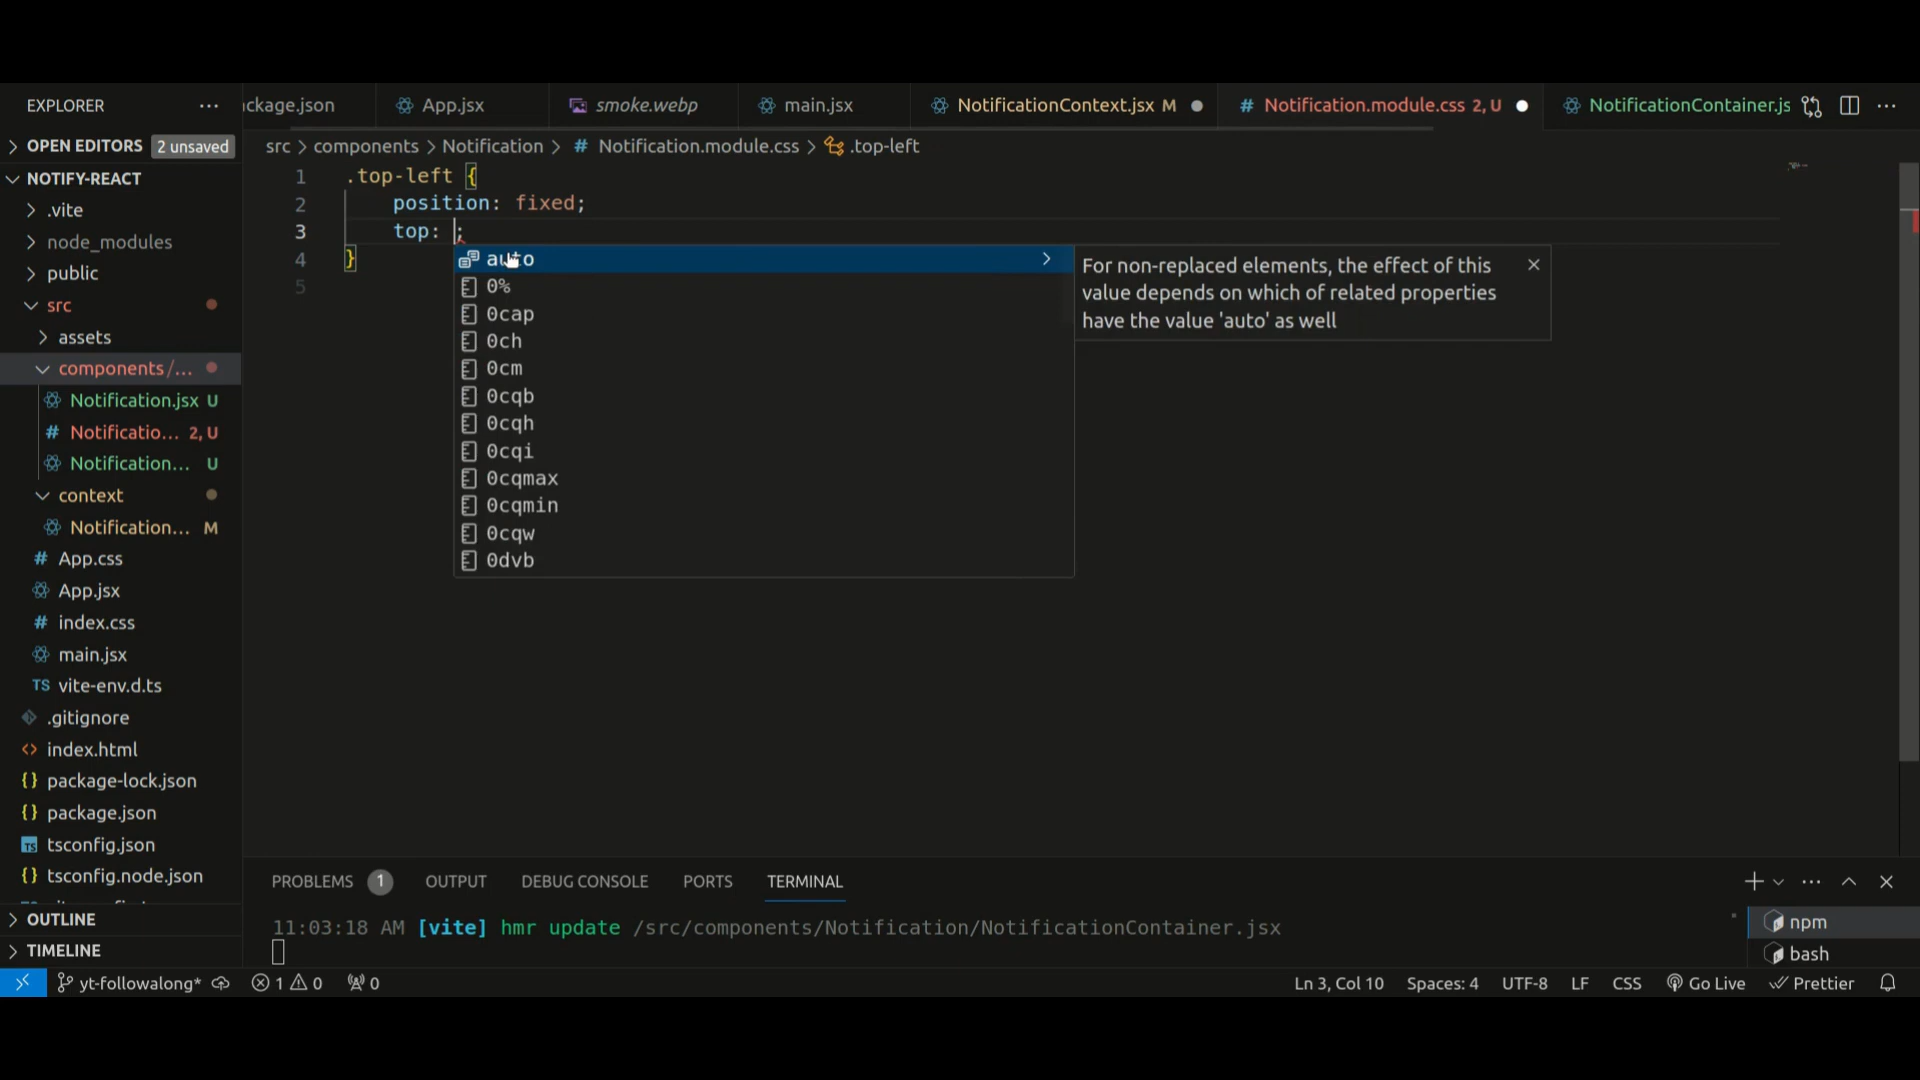 EXPLORER
ckage.json
App.jsx
smoke.webp
main.jsx
NotificationContext.jsx M
Notification.module.css 2, U
NotificationContainer.js
OPEN EDITORS 2 unsaved
src > components > Notification > # Notification.module.css > .top-left
NOTIFY-REACT
.vite
node_modules
public
src
assets
components/...
Notification.jsx U
Notificatio... 2, U
Notification... U
context
Notification... M
App.css
App.jsx
index.css
main.jsx
TS vite-env.d.ts
.gitignore
index.html
package-lock.json
package.json
tsconfig.json
tsconfig.node.json
OUTLINE
TIMELINE
1 .top-left {
2 position: fixed;
3 top: ;
4 }
5
auto
0%
0cap
0ch
0cm
0cqb
0cqh
0cqi
0cqmax
0cqmin
0cqw
0dvb
For non-replaced elements, the effect of this
value depends on which of related properties
have the value 'auto' as well
PROBLEMS 1 OUTPUT DEBUG CONSOLE PORTS TERMINAL
11:03:18 AM [vite] hmr update /src/components/Notification/NotificationContainer.jsx
npm
bash
yt-followalong* 1 0 0 Ln 3, Col 10 Spaces: 4 UTF-8 LF CSS Go Live Prettier